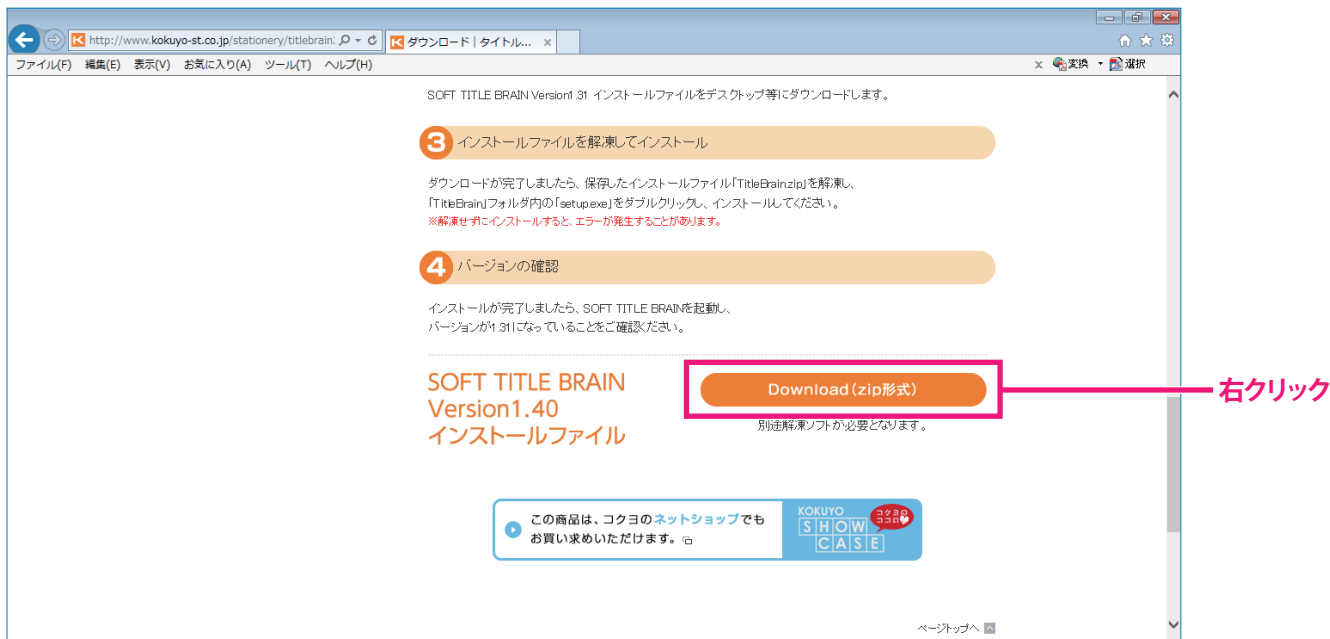 http://www.kokuyo-st.co.jp/stationery/titlebrain
ダウンロード | タイトル...
ファイル(F) 編集(E) 表示(V) お気に入り(A) ツール(T) ヘルプ(H)
変換 選択
SOFT TITLE BRAIN Version1.31 インストールファイルをデスクトップ等にダウンロードします。
3 インストールファイルを解凍してインストール
ダウンロードが完了しましたら、保存したインストールファイル「TitleBrain.zip」を解凍し、
「TitleBrain」フォルダ内の「setup.exe」をダブルクリックし、インストールしてください。
※解凍せずにインストールすると、エラーが発生することがあります。
4 バージョンの確認
インストールが完了しましたら、SOFT TITLE BRAINを起動し、
バージョンが1.31になっていることをご確認ください。
SOFT TITLE BRAIN
Version1.40
インストールファイル
Download(zip形式)
別途解凍ソフトが必要となります。
右クリック
この商品は、コクヨのネットショップでも
お買い求めいただけます。
KOKUYO
SHOW
CASE
コクヨの
ココロ
ページトップへ